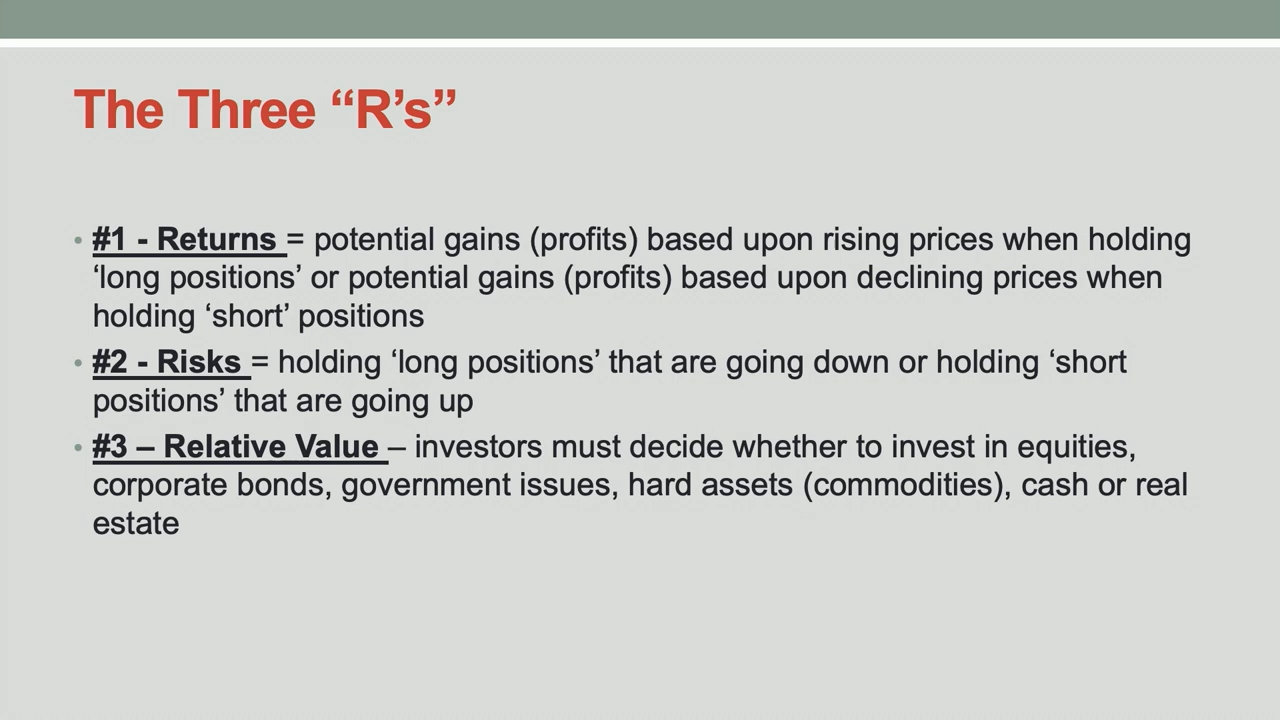 The Three “R’s”
• #1 - Returns = potential gains (profits) based upon rising prices when holding
‘long positions’ or potential gains (profits) based upon declining prices when
holding ‘short’ positions
• #2 - Risks = holding ‘long positions’ that are going down or holding ‘short
positions’ that are going up
• #3 – Relative Value – investors must decide whether to invest in equities,
corporate bonds, government issues, hard assets (commodities), cash or real
estate